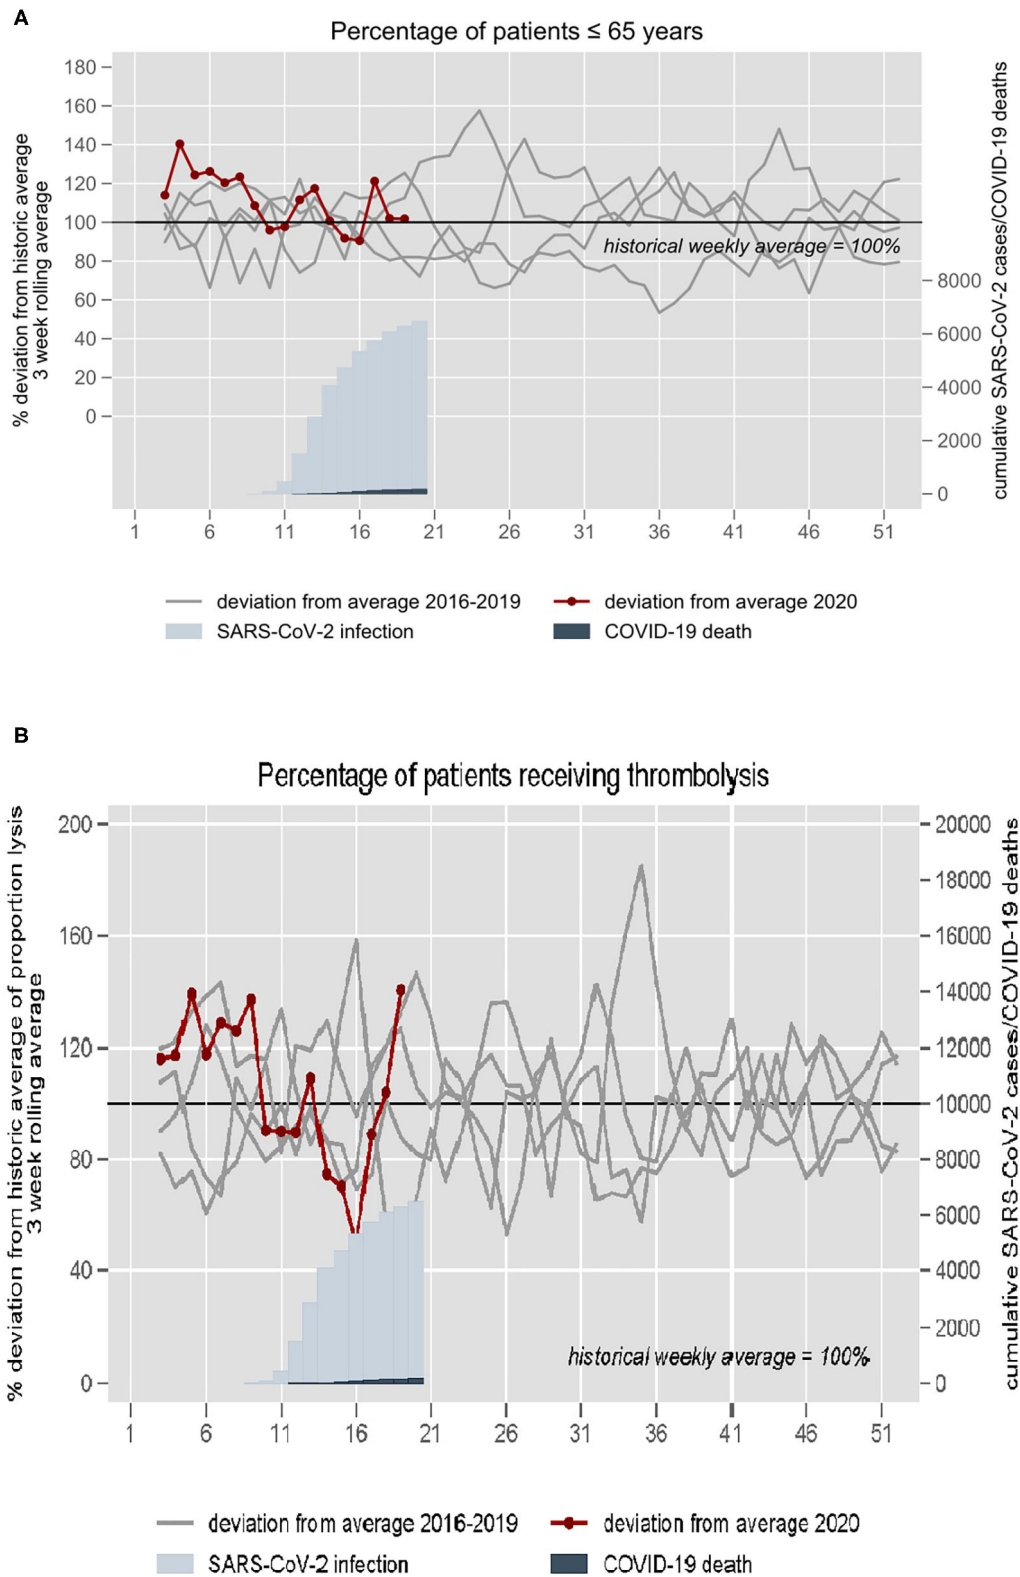 A
Percentage of patients ≤ 65 years
% deviation from historic average
3 week rolling average
180
160
140
120
100
80
60
40
20
0
historical weekly average = 100%
8000
6000
4000
2000
0
cumulative SARS-CoV-2 cases/COVID-19 deaths
1 6 11 16 21 26 31 36 41 46 51
deviation from average 2016-2019 deviation from average 2020
SARS-CoV-2 infection COVID-19 death
B
Percentage of patients receiving thrombolysis
% deviation from historic average of proportion lysis
3 week rolling average
200
160
120
80
40
0
20000
18000
16000
14000
12000
10000
8000
6000
4000
2000
0
cumulative SARS-CoV-2 cases/COVID-19 deaths
historical weekly average = 100%
1 6 11 16 21 26 31 36 41 46 51
deviation from average 2016-2019 deviation from average 2020
SARS-CoV-2 infection COVID-19 death